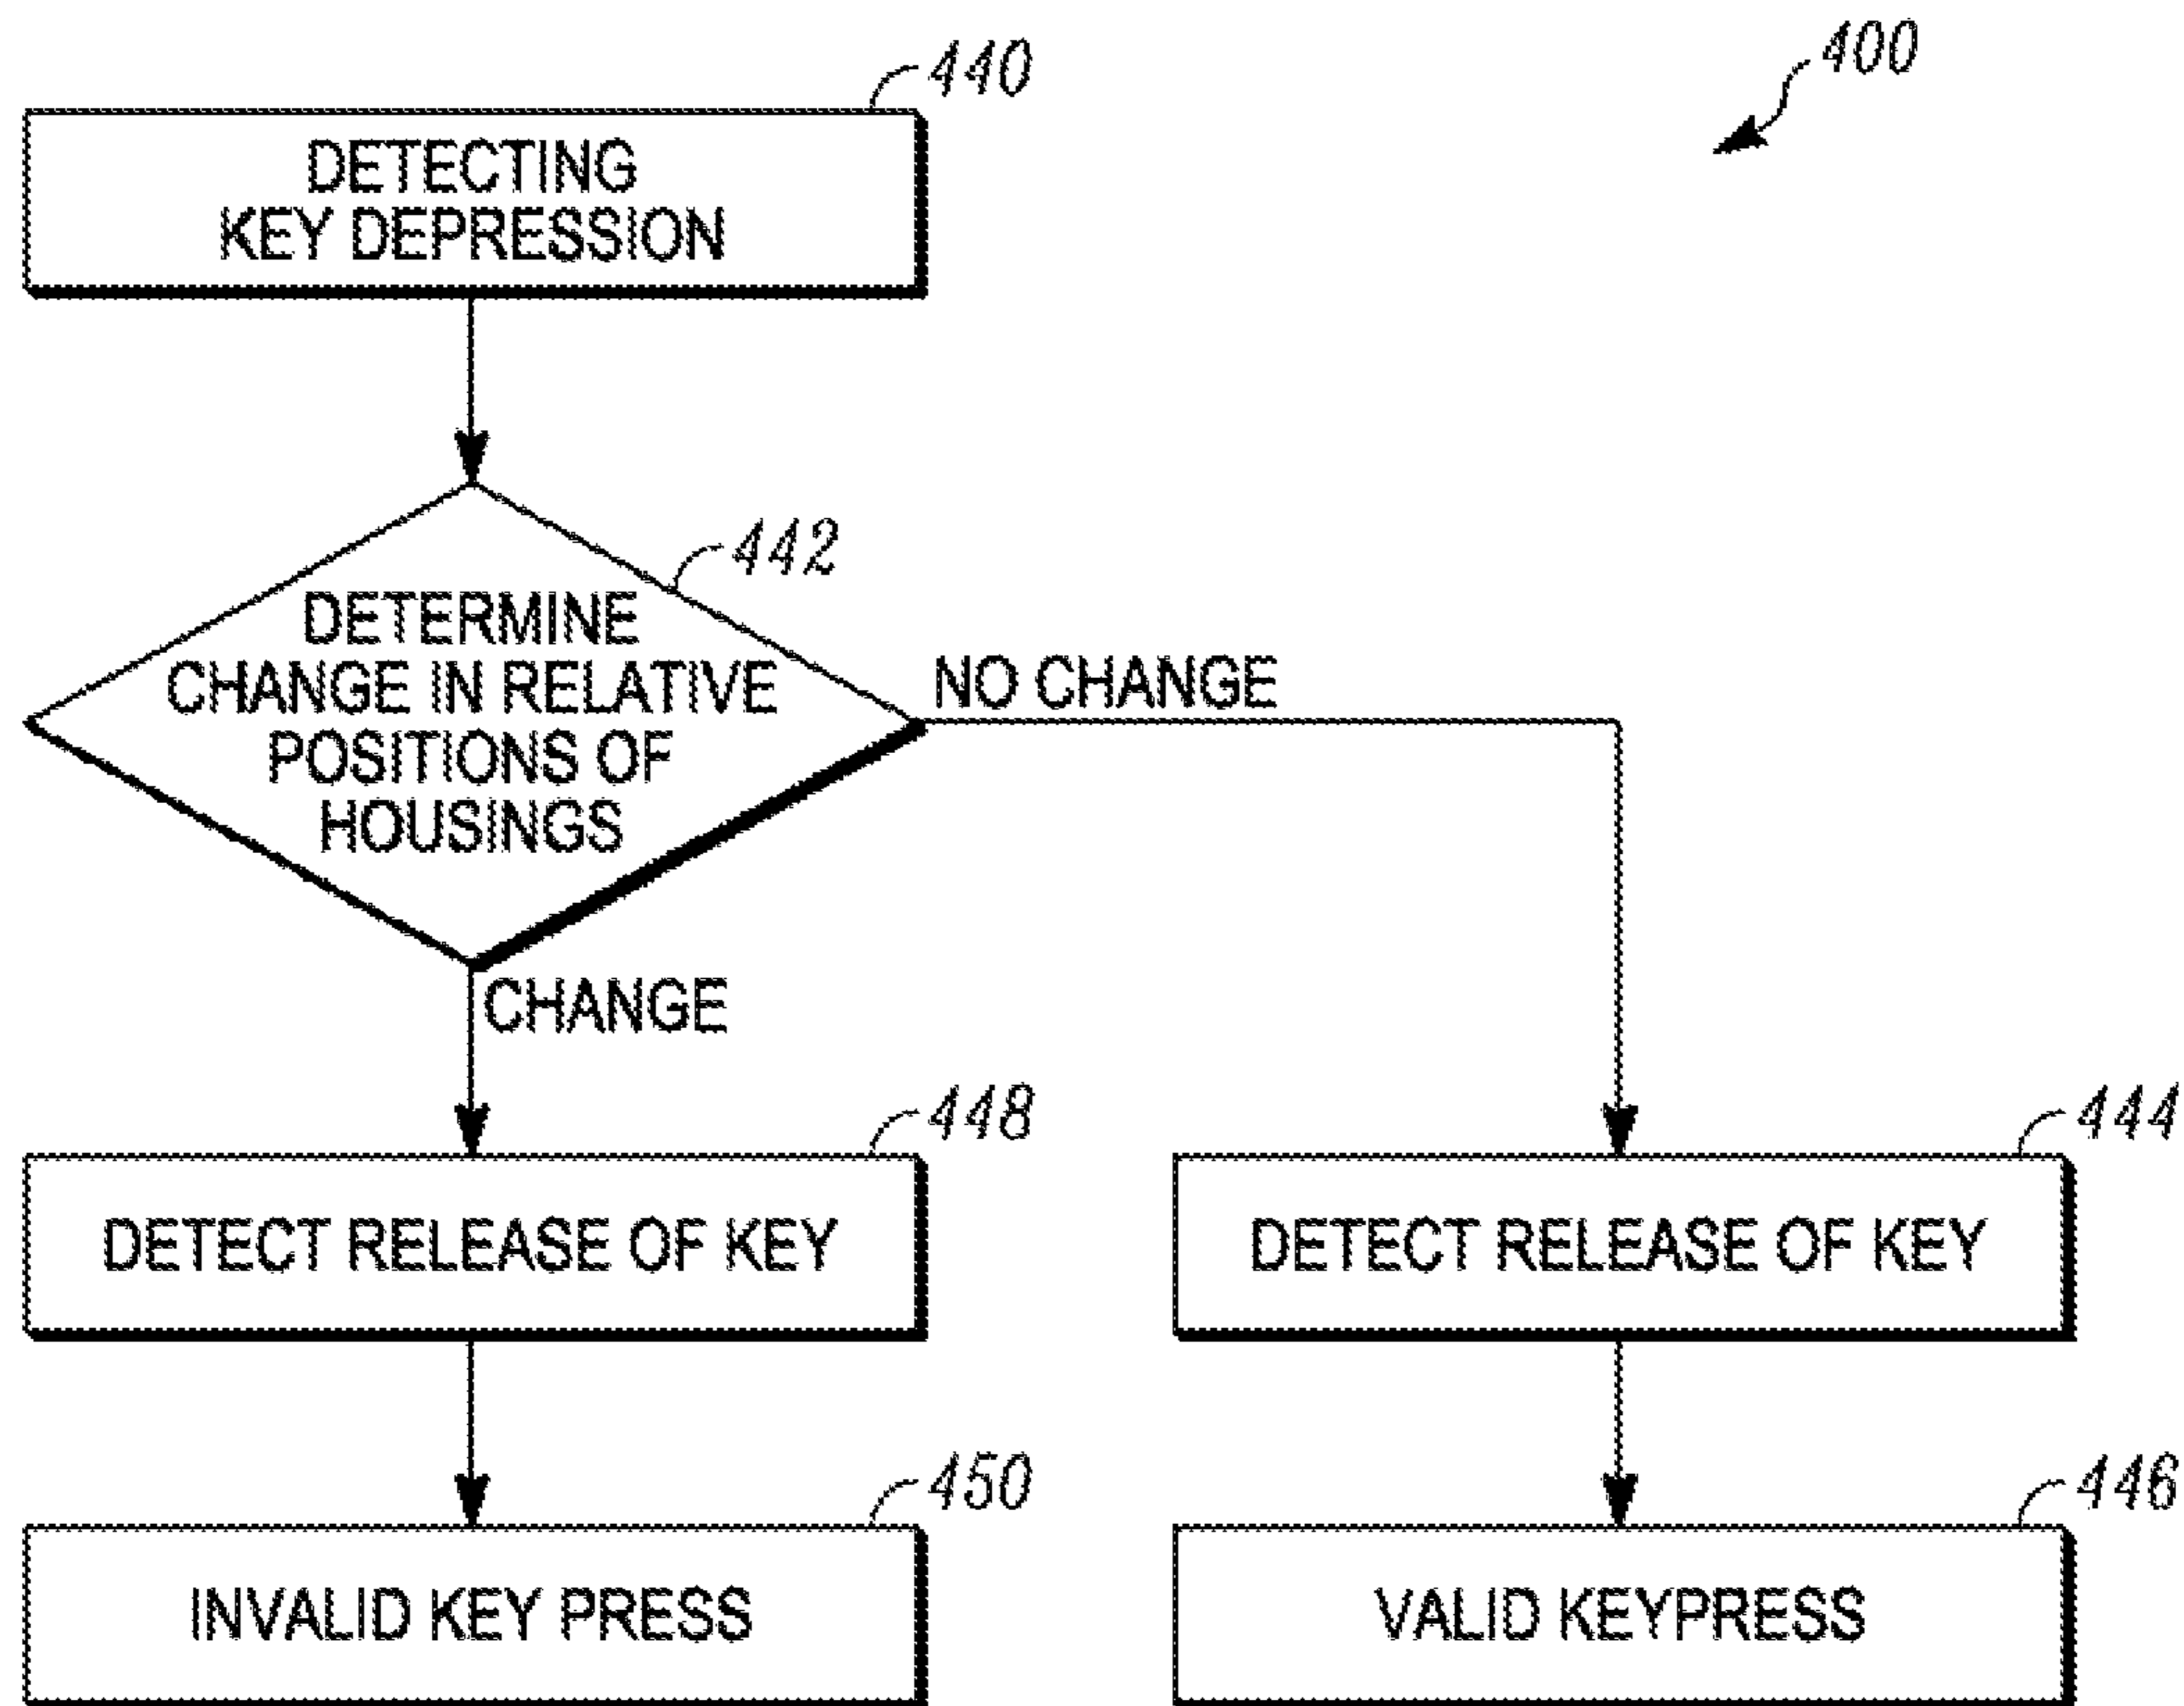 400
440
DETECTING
KEY DEPRESSION
442
DETERMINE
CHANGE IN RELATIVE
POSITIONS OF
HOUSINGS
NO CHANGE
CHANGE
448
DETECT RELEASE OF KEY
444
DETECT RELEASE OF KEY
450
INVALID KEY PRESS
446
VALID KEYPRESS